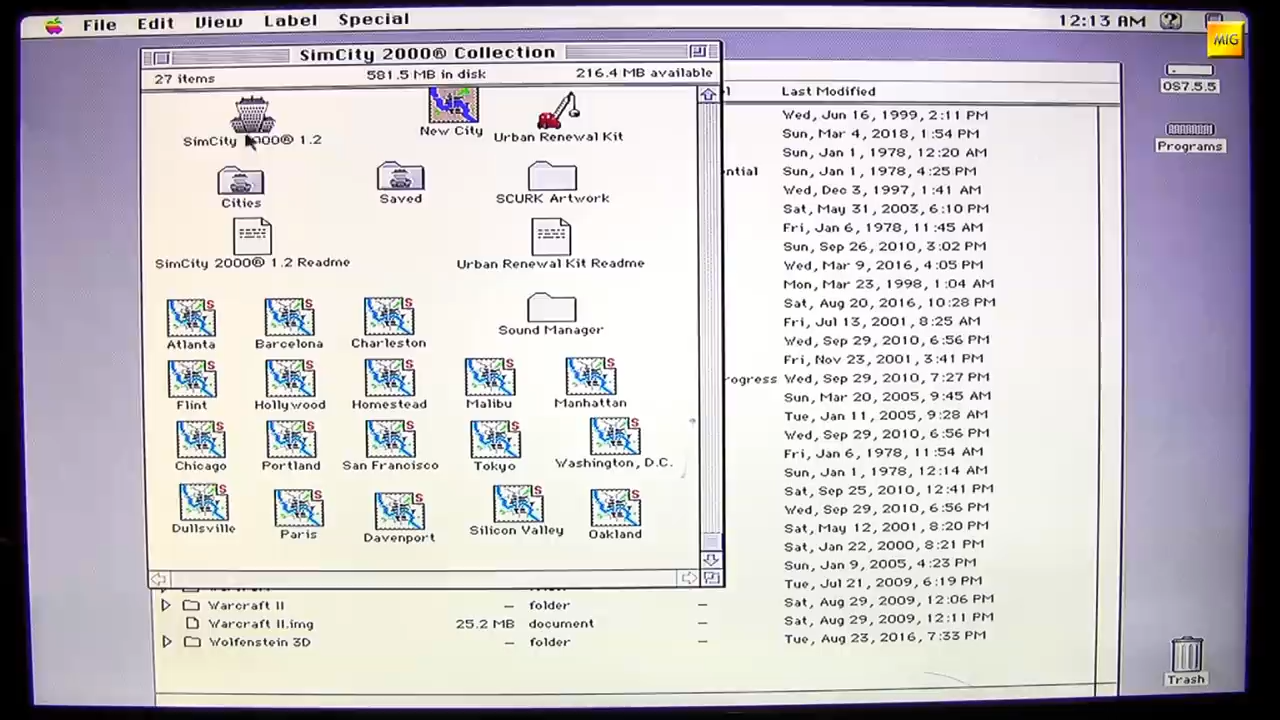 File Edit View Label Special
12:13 AM
MIG
SimCity 2000® Collection
27 items 581.5 MB in disk 216.4 MB available
SimCity 2000® 1.2
New City
Urban Renewal Kit
Cities
Saved
SCURK Artwork
SimCity 2000® 1.2 Readme
Urban Renewal Kit Readme
Sound Manager
Atlanta Barcelona Charleston
Flint Hollywood Homestead Malibu Manhattan
Chicago Portland San Francisco Tokyo Washington, D.C.
Dullsville Paris Davenport Silicon Valley Oakland
Last Modified
Wed, Jun 16, 1999, 2:11 PM
Sun, Mar 4, 2018, 1:54 PM
Sun, Jan 1, 1978, 12:20 AM
ntial Sun, Jan 1, 1978, 4:25 PM
Wed, Dec 3, 1997, 1:41 AM
Sat, May 31, 2003, 6:10 PM
Fri, Jan 6, 1978, 11:45 AM
Sun, Sep 26, 2010, 3:02 PM
Wed, Mar 9, 2016, 4:05 PM
Mon, Mar 23, 1998, 1:04 AM
Sat, Aug 20, 2016, 10:28 PM
Fri, Jul 13, 2001, 8:25 AM
Wed, Sep 29, 2010, 6:56 PM
Fri, Nov 23, 2001, 3:41 PM
rogress Wed, Sep 29, 2010, 7:27 PM
Sun, Mar 20, 2005, 9:45 AM
Tue, Jan 11, 2005, 9:28 AM
Wed, Sep 29, 2010, 6:56 PM
Fri, Jan 6, 1978, 11:54 AM
Sun, Jan 1, 1978, 12:14 AM
Sat, Sep 25, 2010, 12:41 PM
Wed, Sep 29, 2010, 6:56 PM
Sat, May 12, 2001, 8:20 PM
Sat, Jan 22, 2000, 8:21 PM
Sun, Jan 9, 2005, 4:23 PM
Tue, Jul 21, 2009, 6:19 PM
Warcraft II – folder – Sat, Aug 29, 2009, 12:06 PM
Warcraft II.img 25.2 MB document – Sat, Aug 29, 2009, 12:11 PM
Wolfenstein 3D – folder – Tue, Aug 23, 2016, 7:33 PM
OS7.5.5
Programs
Trash